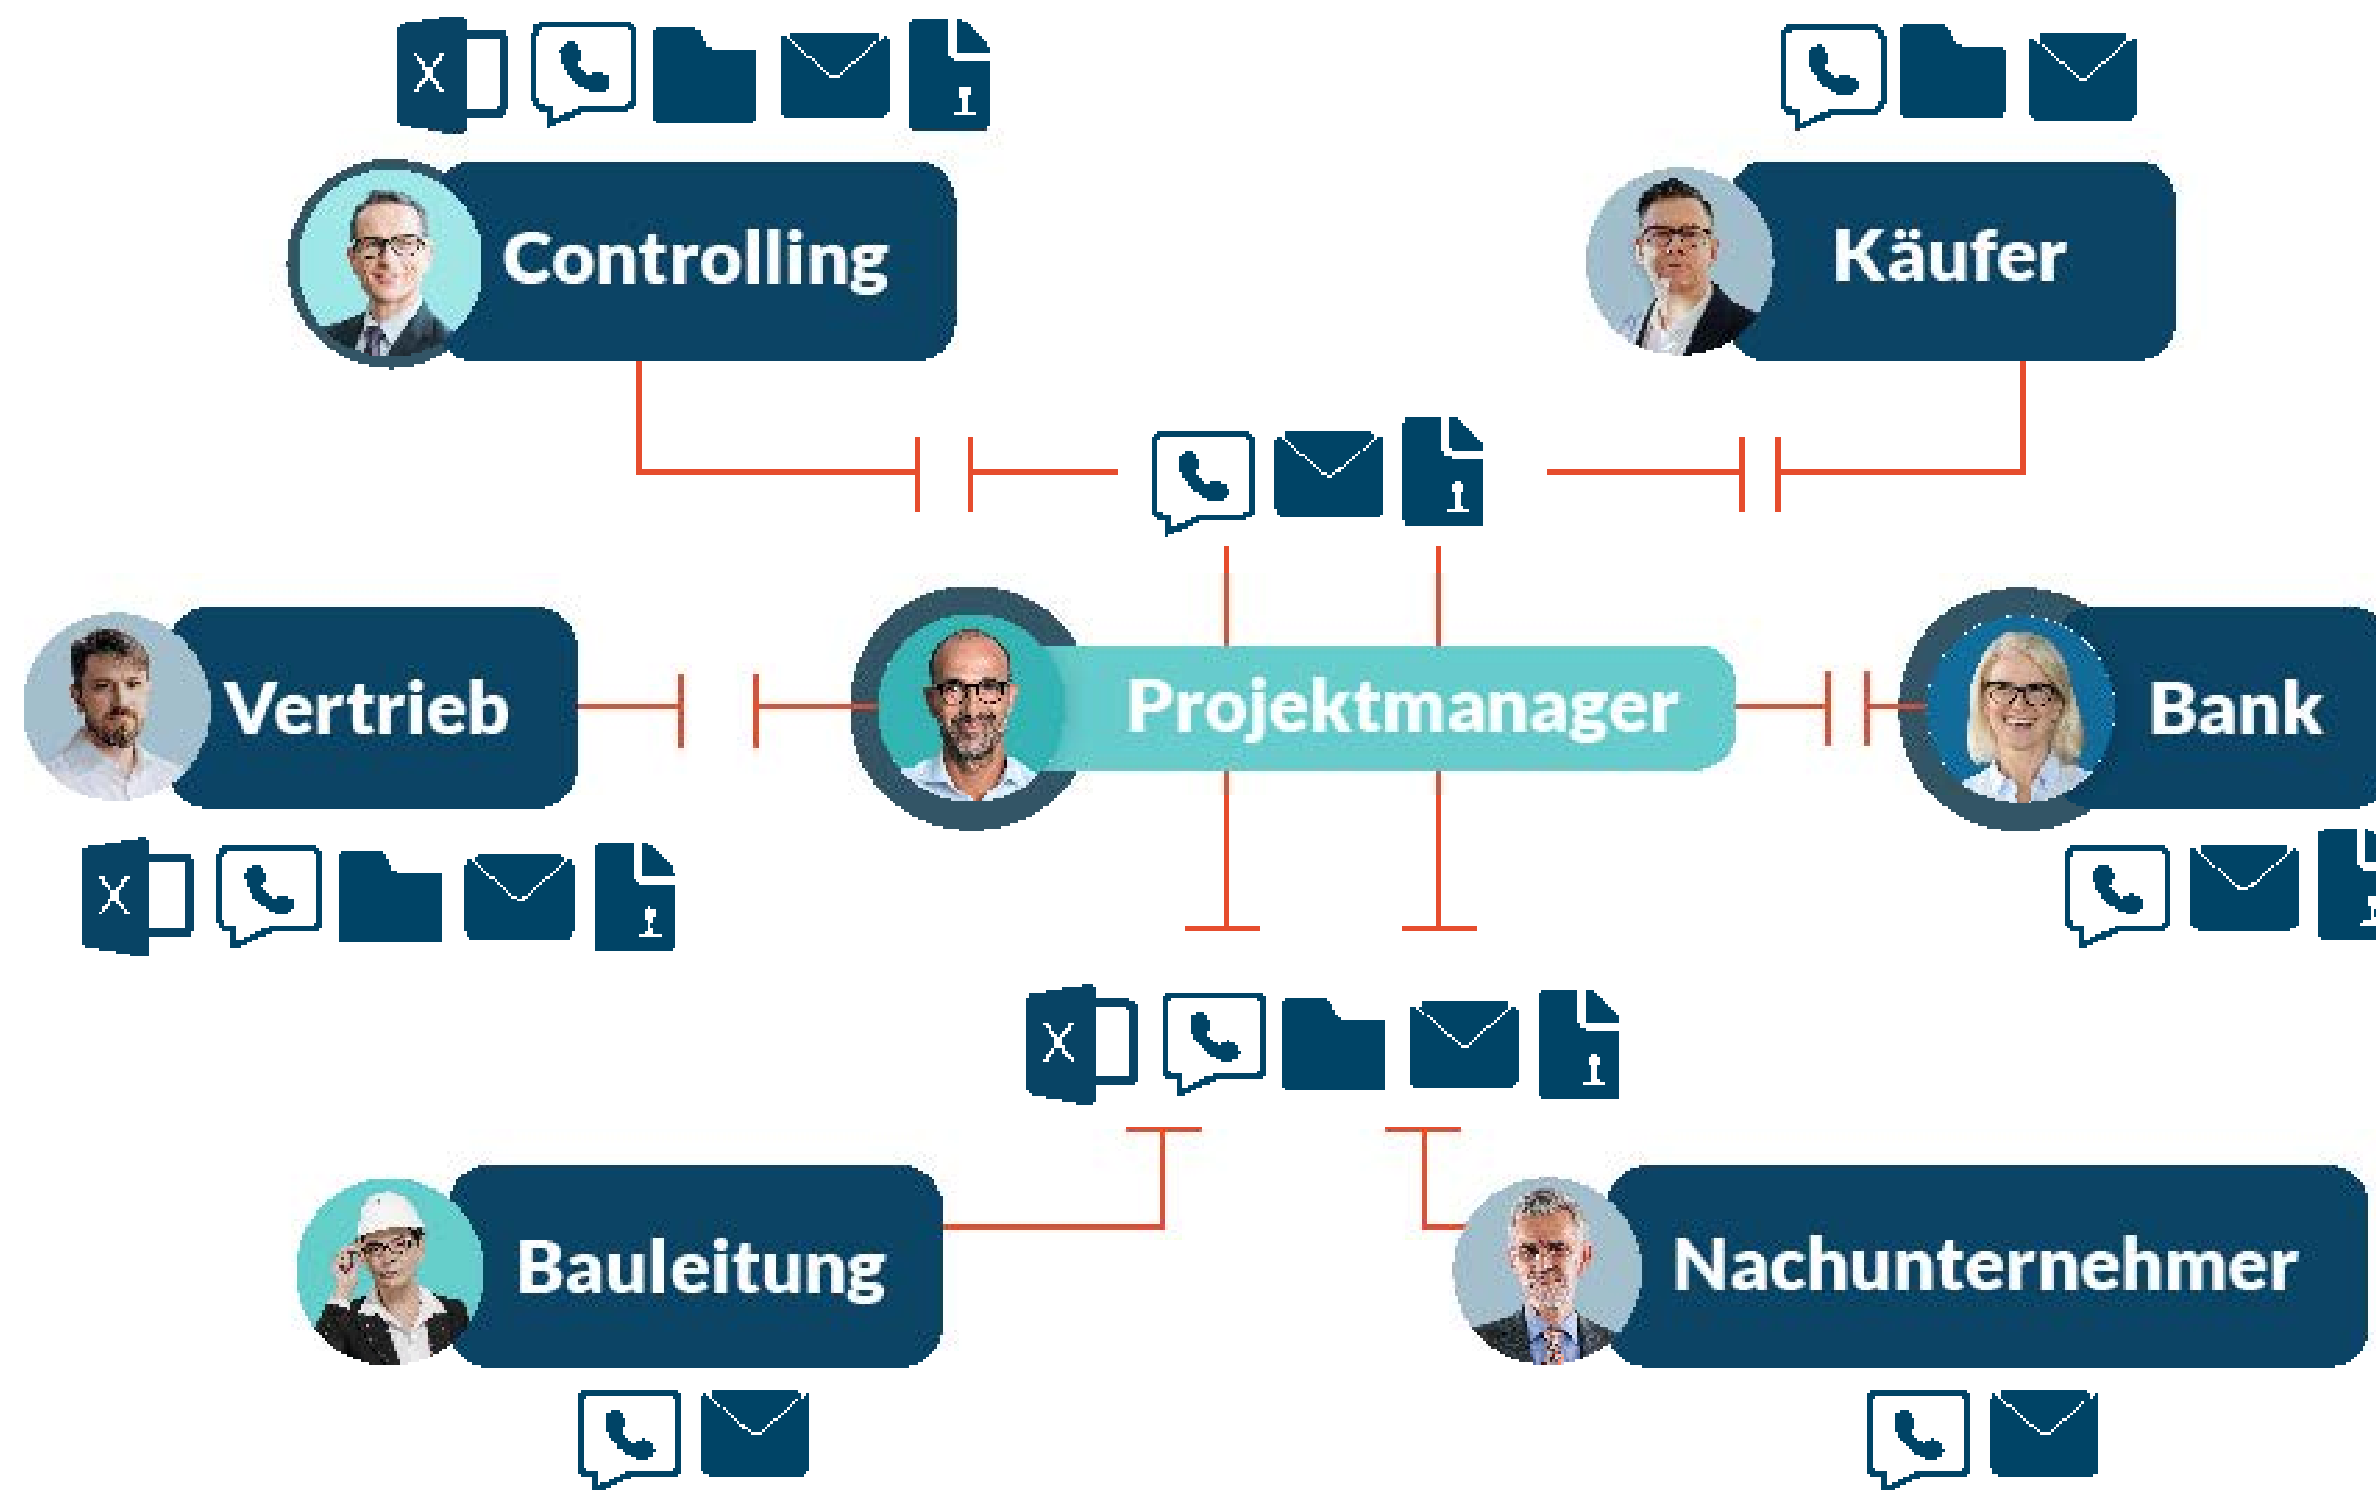 X
Controlling
Käufer
Vertrieb
Projektmanager
Bank
X
X
Bauleitung
Nachunternehmer